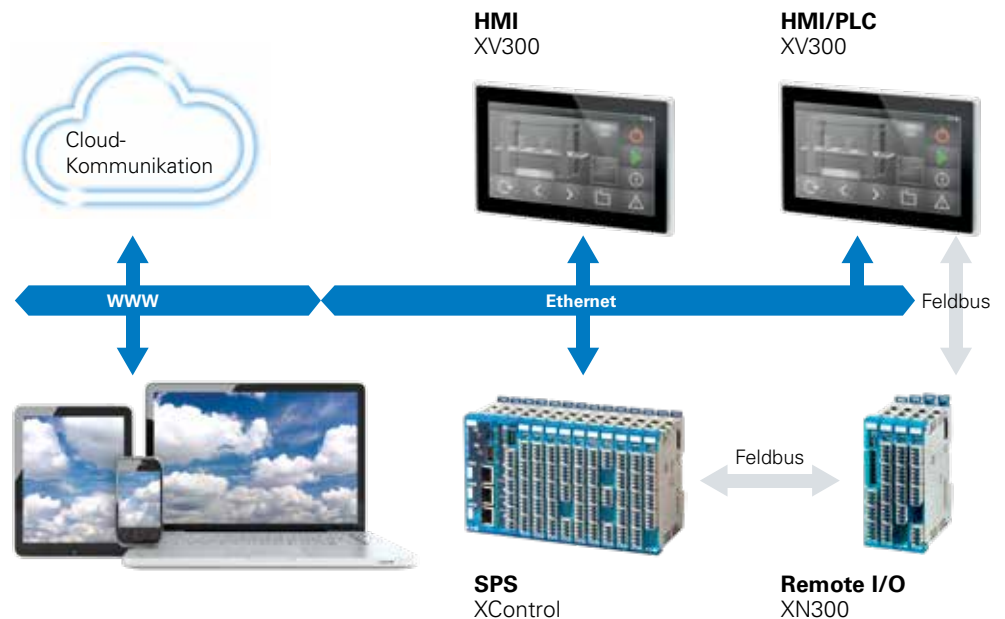 HMI
XV300
HMI/PLC
XV300
Cloud-
Kommunikation
WWW
Ethernet
Feldbus
Feldbus
SPS
XControl
Remote I/O
XN300